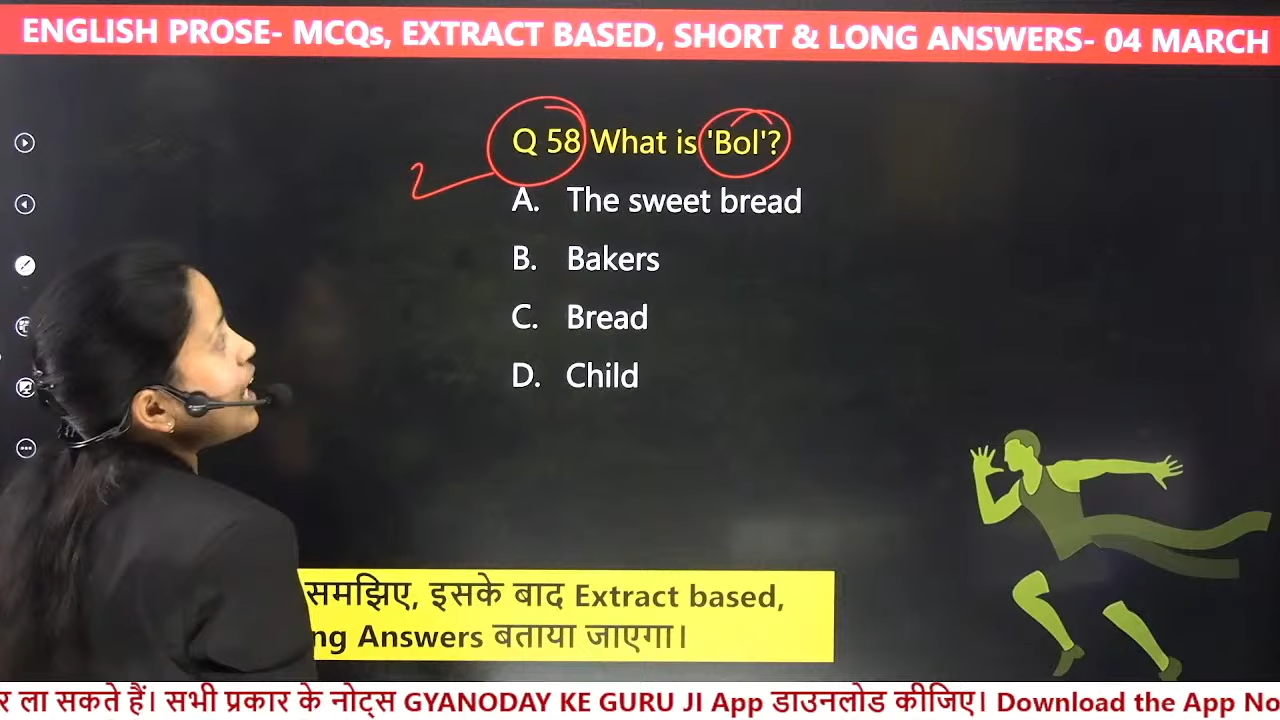 ENGLISH PROSE- MCQs, EXTRACT BASED, SHORT & LONG ANSWERS- 04 MARCH
Q 58 What is 'Bol'?
2
A. The sweet bread
B. Bakers
C. Bread
D. Child
समझिए, इसके बाद Extract based,
ng Answers बताया जाएगा।
र ला सकते हैं। सभी प्रकार के नोट्स GYANODAY KE GURU JI App डाउनलोड कीजिए। Download the App No